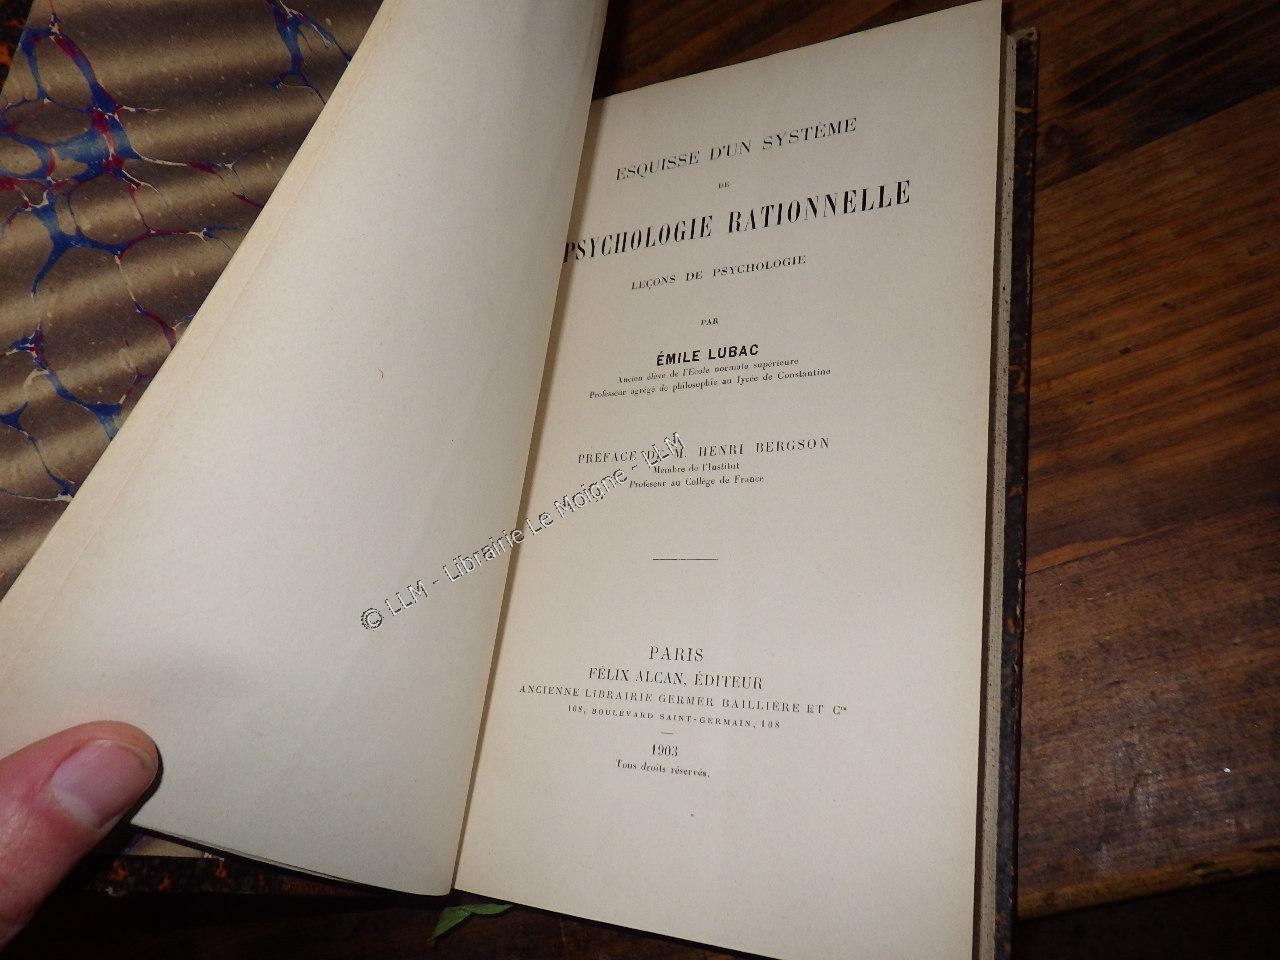 ESQUISSE D'UN SYSTÈME
DE
PSYCHOLOGIE RATIONNELLE
LEÇONS DE PSYCHOLOGIE
PAR
ÉMILE LUBAC
Ancien élève de l'École normale supérieure
Professeur agrégé de philosophie au lycée de Constantine
PRÉFACE DE M. HENRI BERGSON
Membre de l'Institut
Professeur au Collège de France
© LLM - Librairie Le Moigne - LLM
PARIS
FÉLIX ALCAN, ÉDITEUR
ANCIENNE LIBRAIRIE GERMER BAILLIÈRE ET Cie
108, BOULEVARD SAINT-GERMAIN, 108
1903
Tous droits réservés.